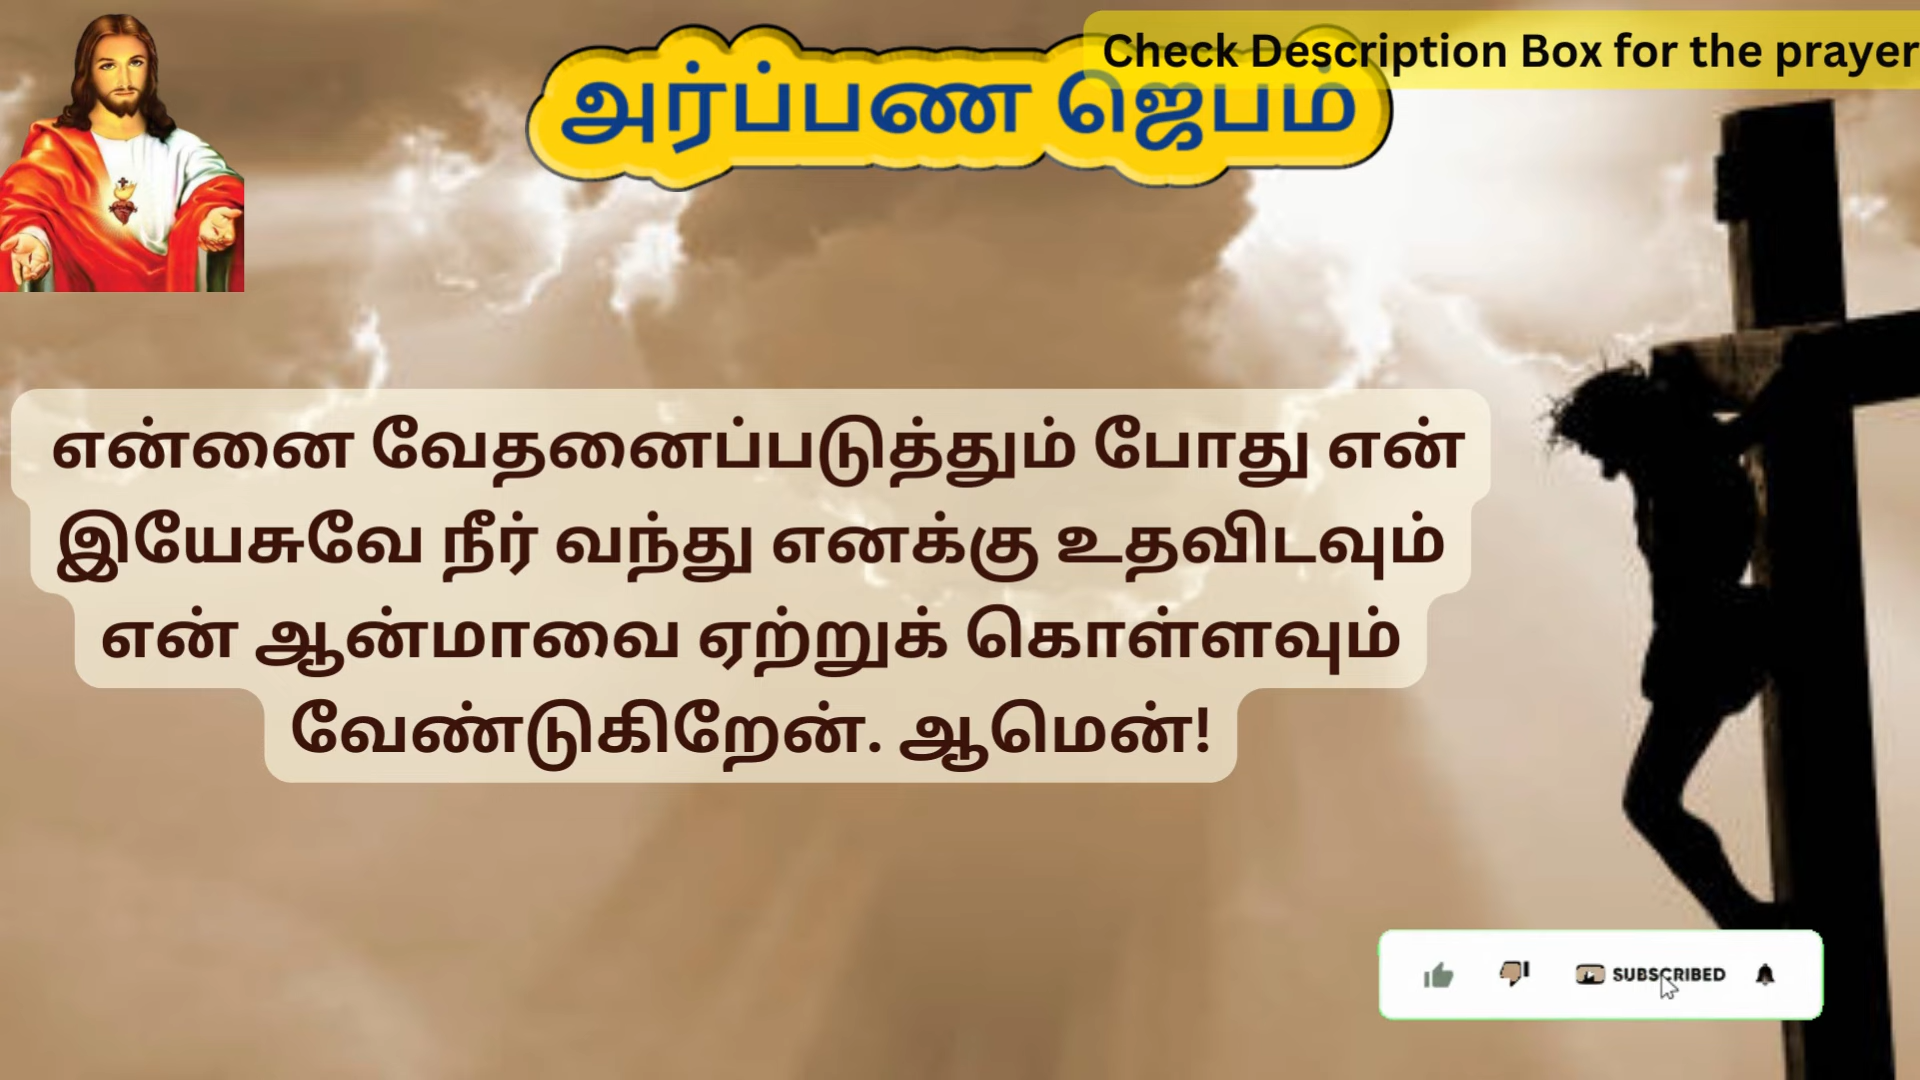 Check Description Box for the prayer
அர்ப்பண ஜெபம்
என்னை வேதனைப்படுத்தும் போது என்
இயேசுவே நீர் வந்து எனக்கு உதவிடவும்
என் ஆன்மாவை ஏற்றுக் கொள்ளவும்
வேண்டுகிறேன். ஆமென்!
SUBSCRIBED